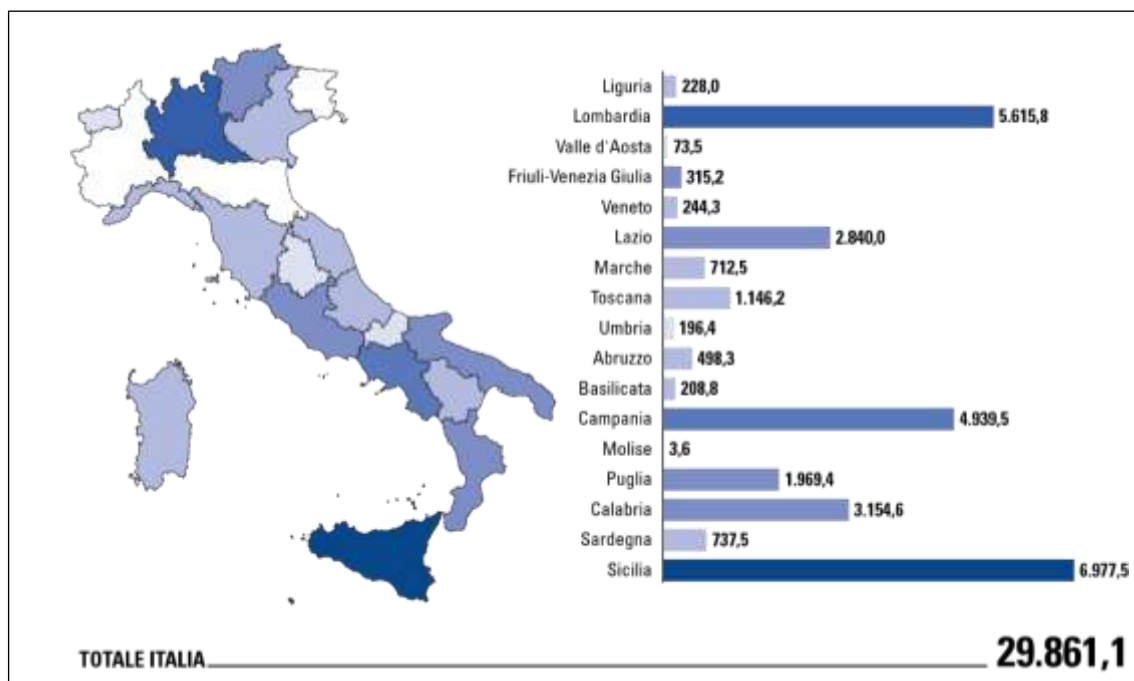 Liguria 228,0
Lombardia 5.615,8
Valle d'Aosta 73,5
Friuli-Venezia Giulia 315,2
Veneto 244,3
Lazio 2.840,0
Marche 712,5
Toscana 1.146,2
Umbria 196,4
Abruzzo 498,3
Basilicata 208,8
Campania 4.939,5
Molise 3,6
Puglia 1.969,4
Calabria 3.154,6
Sardegna 737,5
Sicilia 6.977,5
TOTALE ITALIA 29.861,1